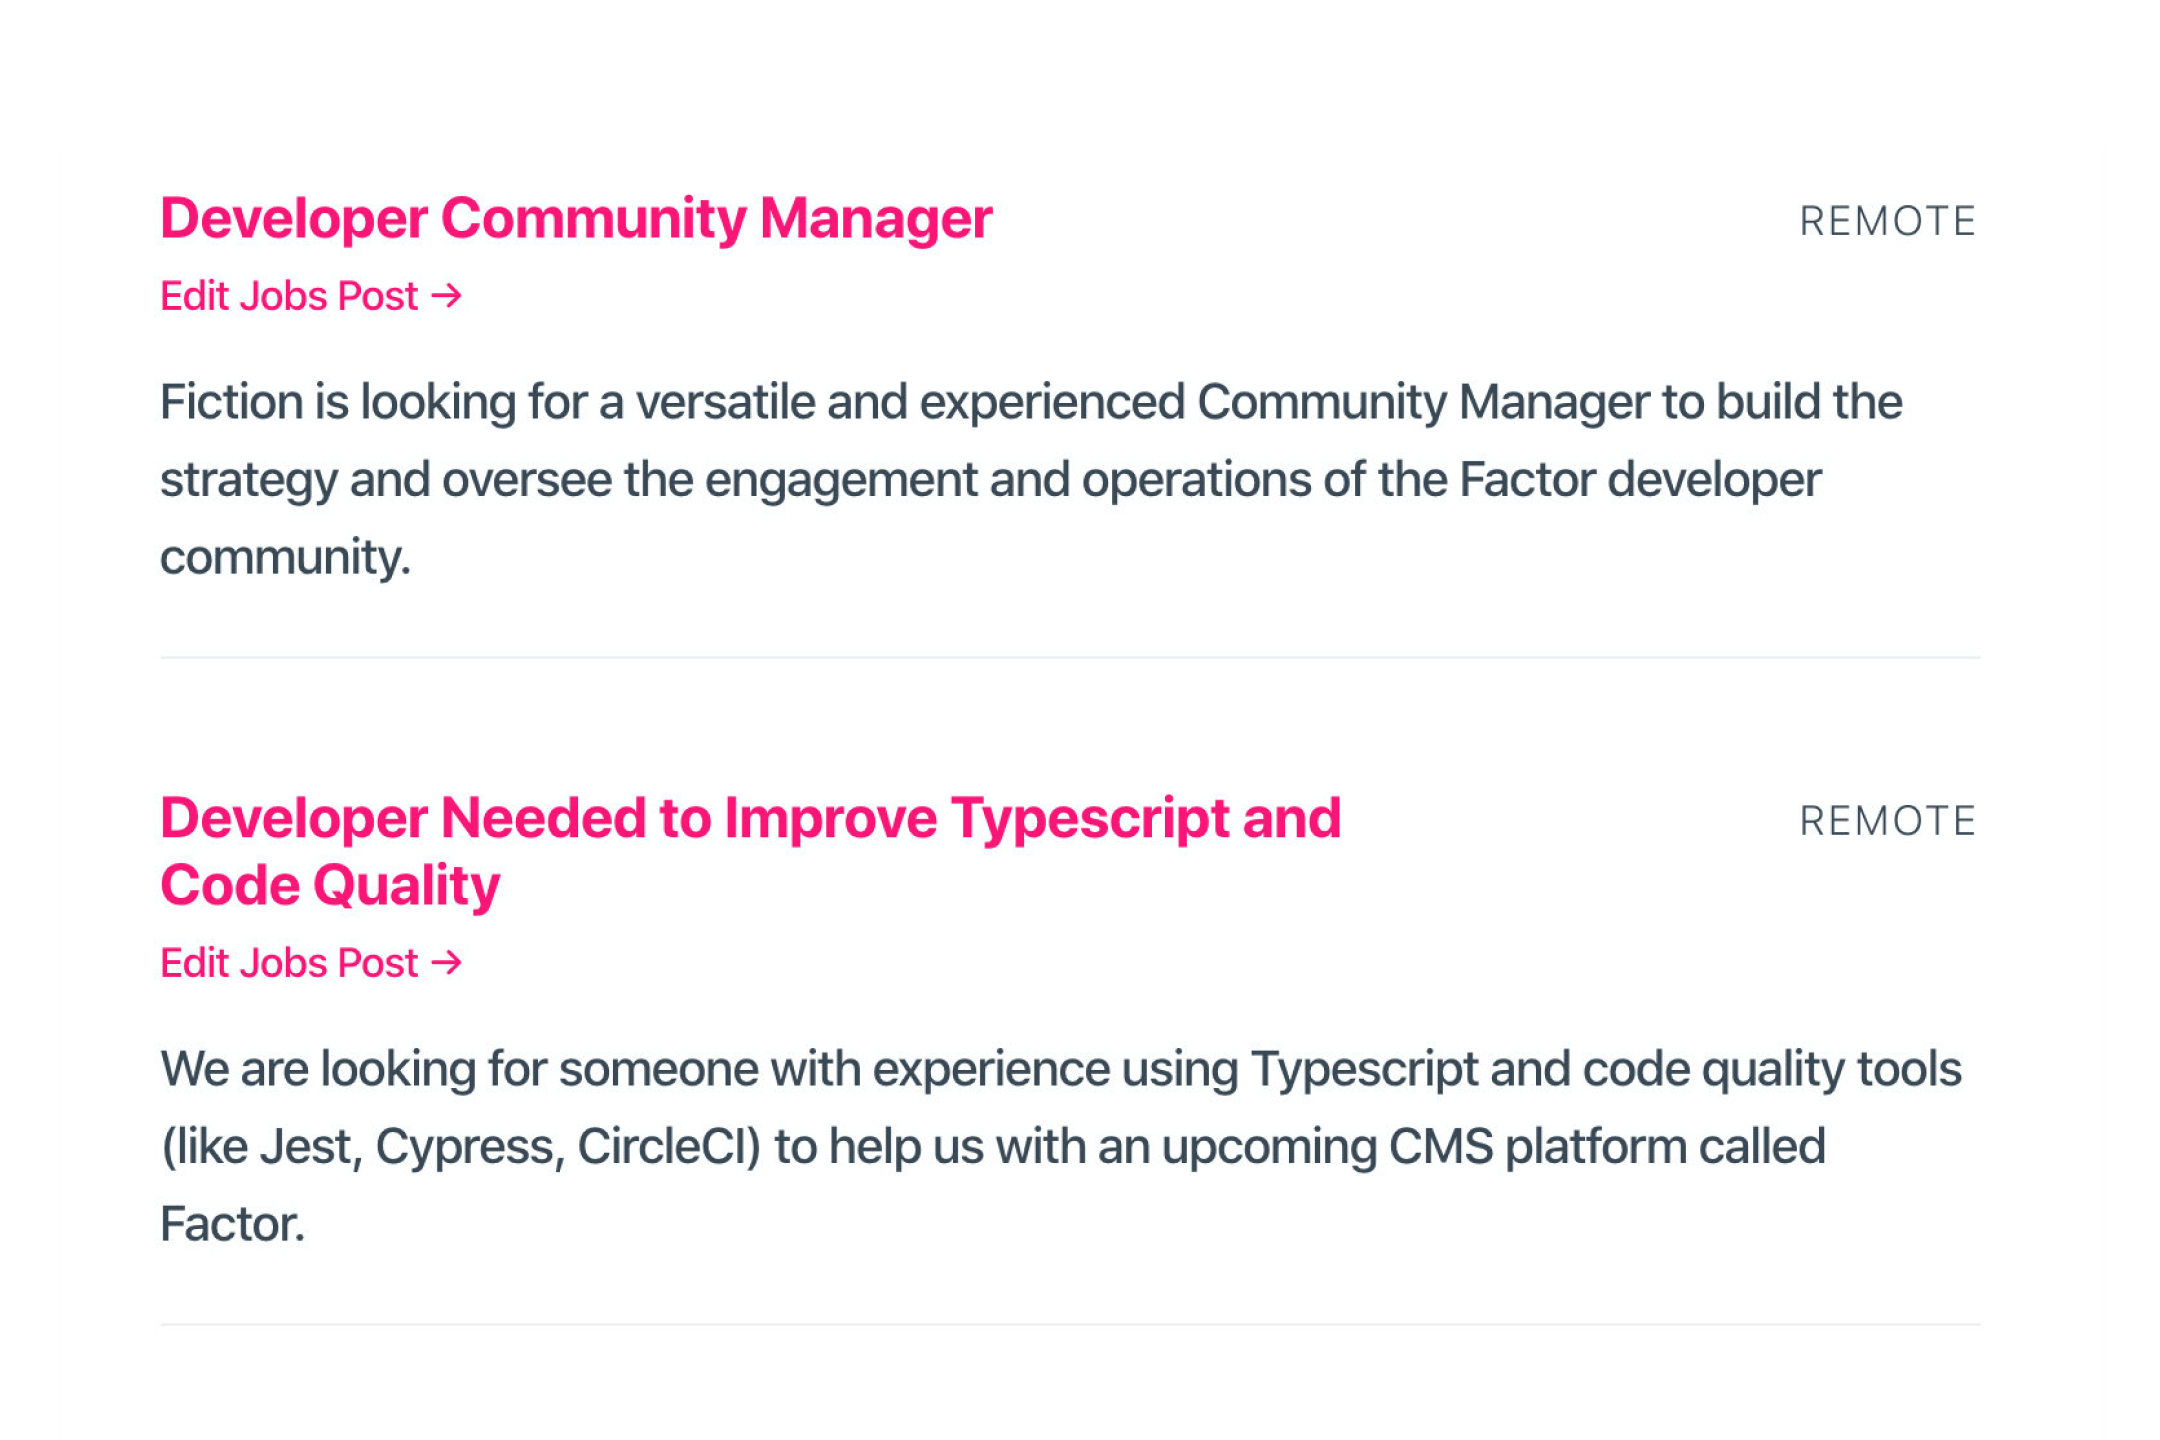 Developer Community Manager
REMOTE
Edit Jobs Post →
Fiction is looking for a versatile and experienced Community Manager to build the
strategy and oversee the engagement and operations of the Factor developer
community.
Developer Needed to Improve Typescript and
Code Quality
REMOTE
Edit Jobs Post →
We are looking for someone with experience using Typescript and code quality tools
(like Jest, Cypress, CircleCI) to help us with an upcoming CMS platform called
Factor.